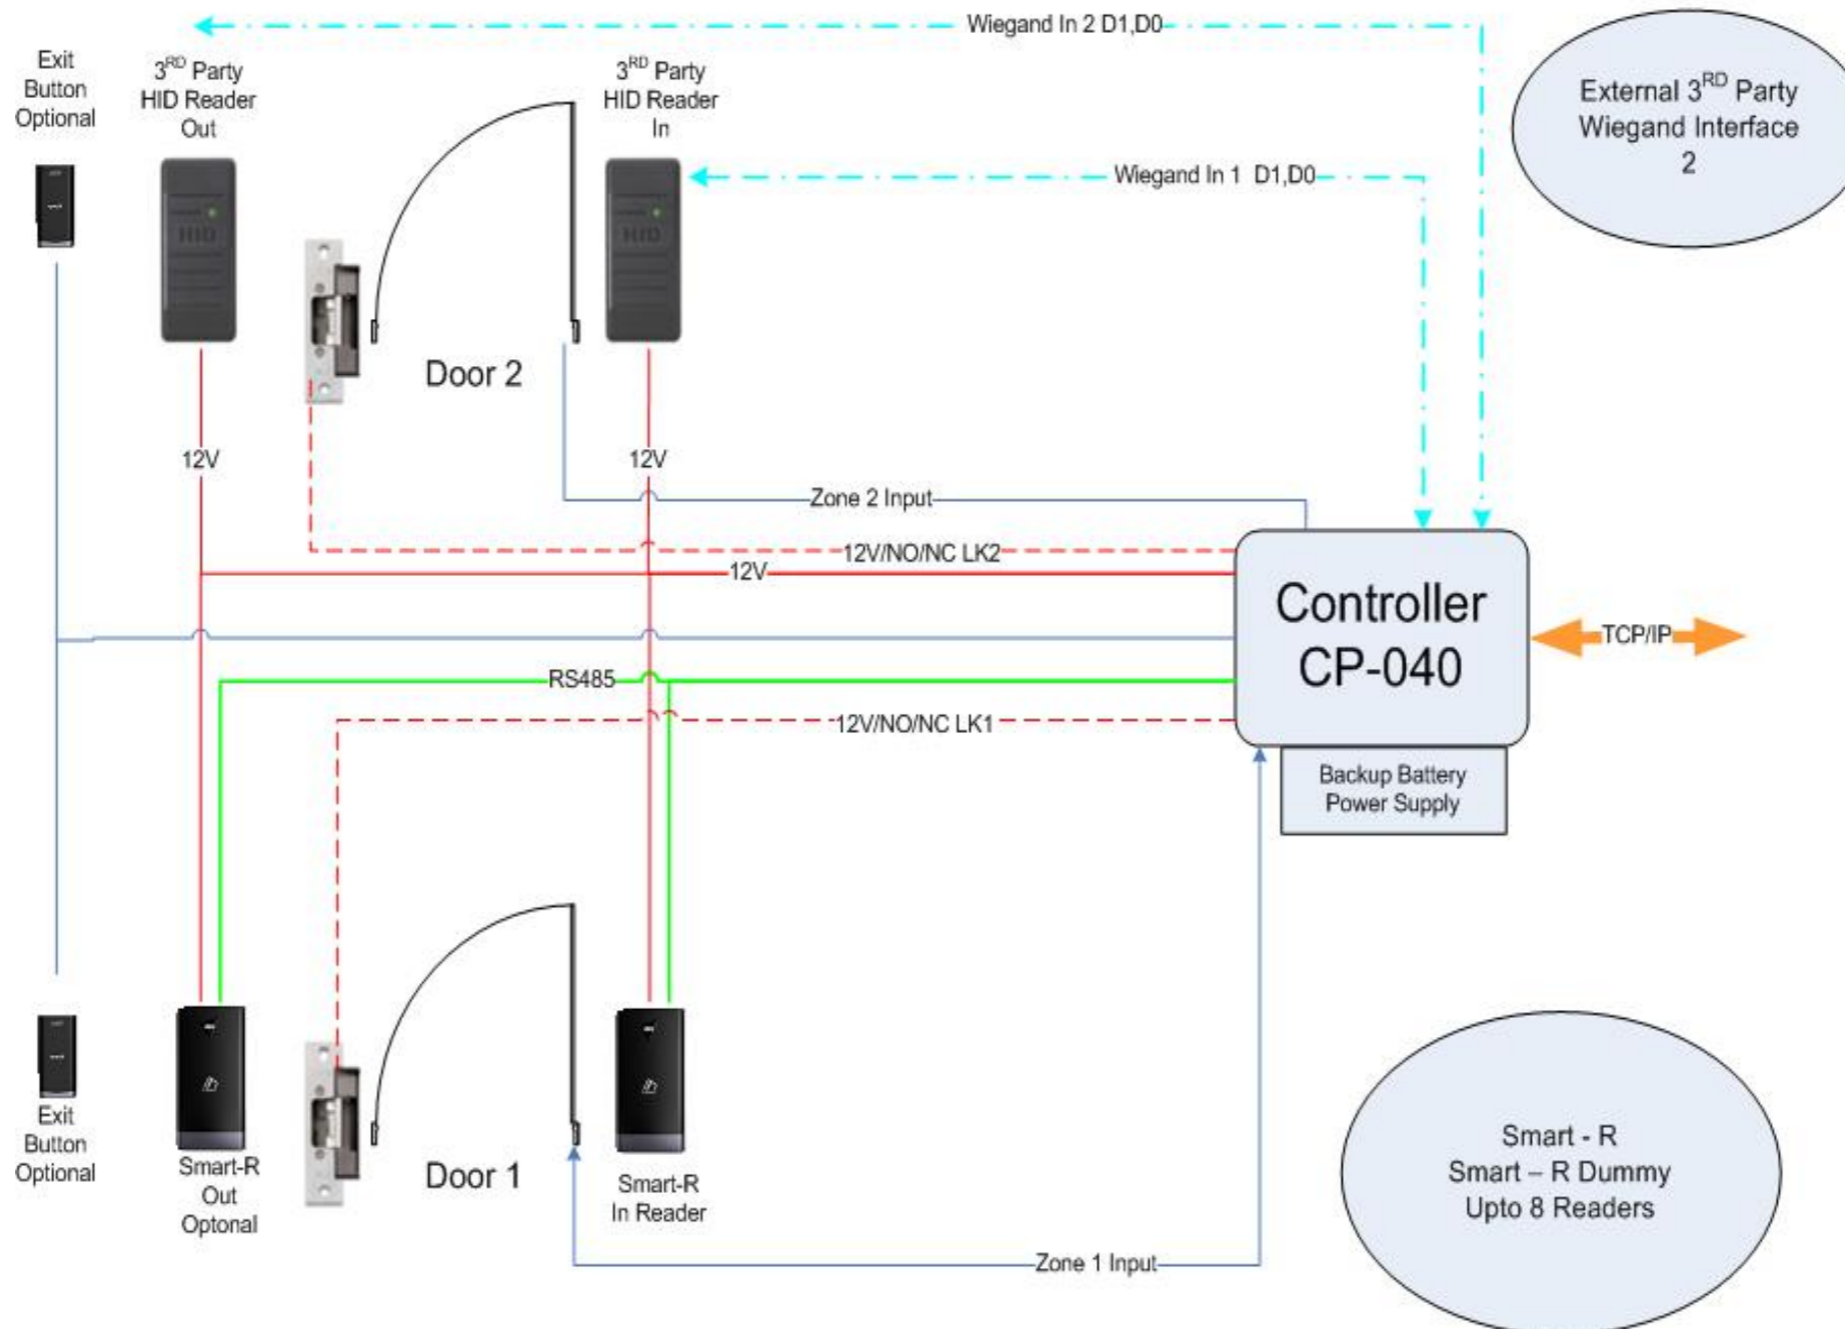 Wiegand In 2 D1,D0
Exit
Button
Optional
3RD Party
HID Reader
Out
3RD Party
HID Reader
In
External 3RD Party
Wiegand Interface
2
Wiegand In 1 D1,D0
HID
HID
Door 2
12V
12V
Zone 2 Input
12V/NO/NC LK2
12V
Controller
CP-040
TCP/IP
RS485
12V/NO/NC LK1
Backup Battery
Power Supply
Exit
Button
Optional
Smart-R
Out
Optonal
Door 1
Smart-R
In Reader
Smart - R
Smart – R Dummy
Upto 8 Readers
Zone 1 Input